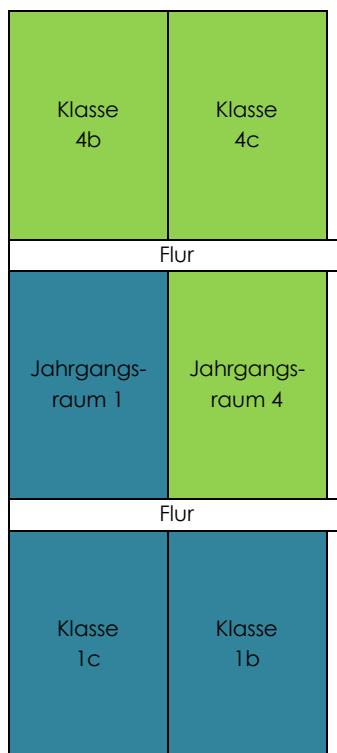 Klasse
4b
Klasse
4c
Flur
Jahrgangs-
raum 1
Jahrgangs-
raum 4
Flur
Klasse
1c
Klasse
1b